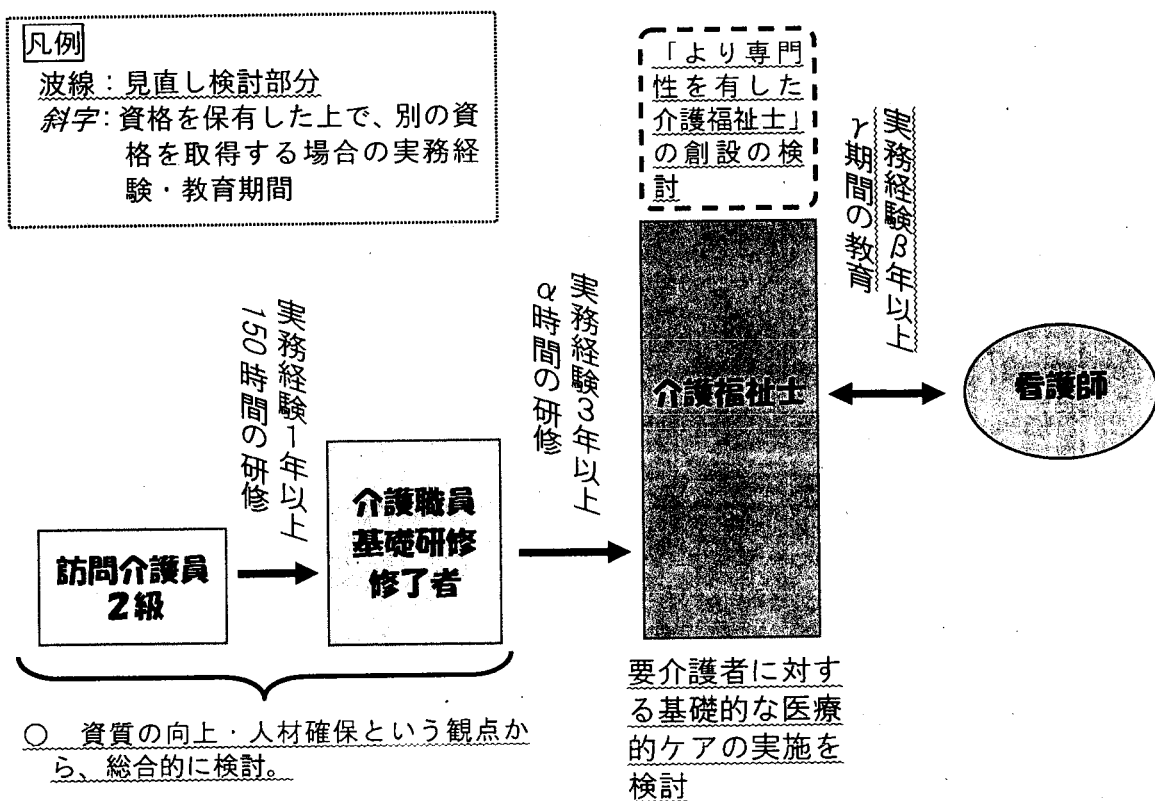 凡例
波線：見直し検討部分
斜字：資格を保有した上で、別の資
格を取得する場合の実務経
験・教育期間
「より専門
性を有した
介護福祉士」
の創設の検
討
実務経験β年以上
γ期間の教育
実務経験1年以上
150時間の研修
実務経験3年以上
α時間の研修
訪問介護員
2級
介護職員
基礎研修
修了者
介護福祉士
看護師
○　資質の向上・人材確保という観点か
ら、総合的に検討。
要介護者に対す
る基礎的な医療
的ケアの実施を
検討